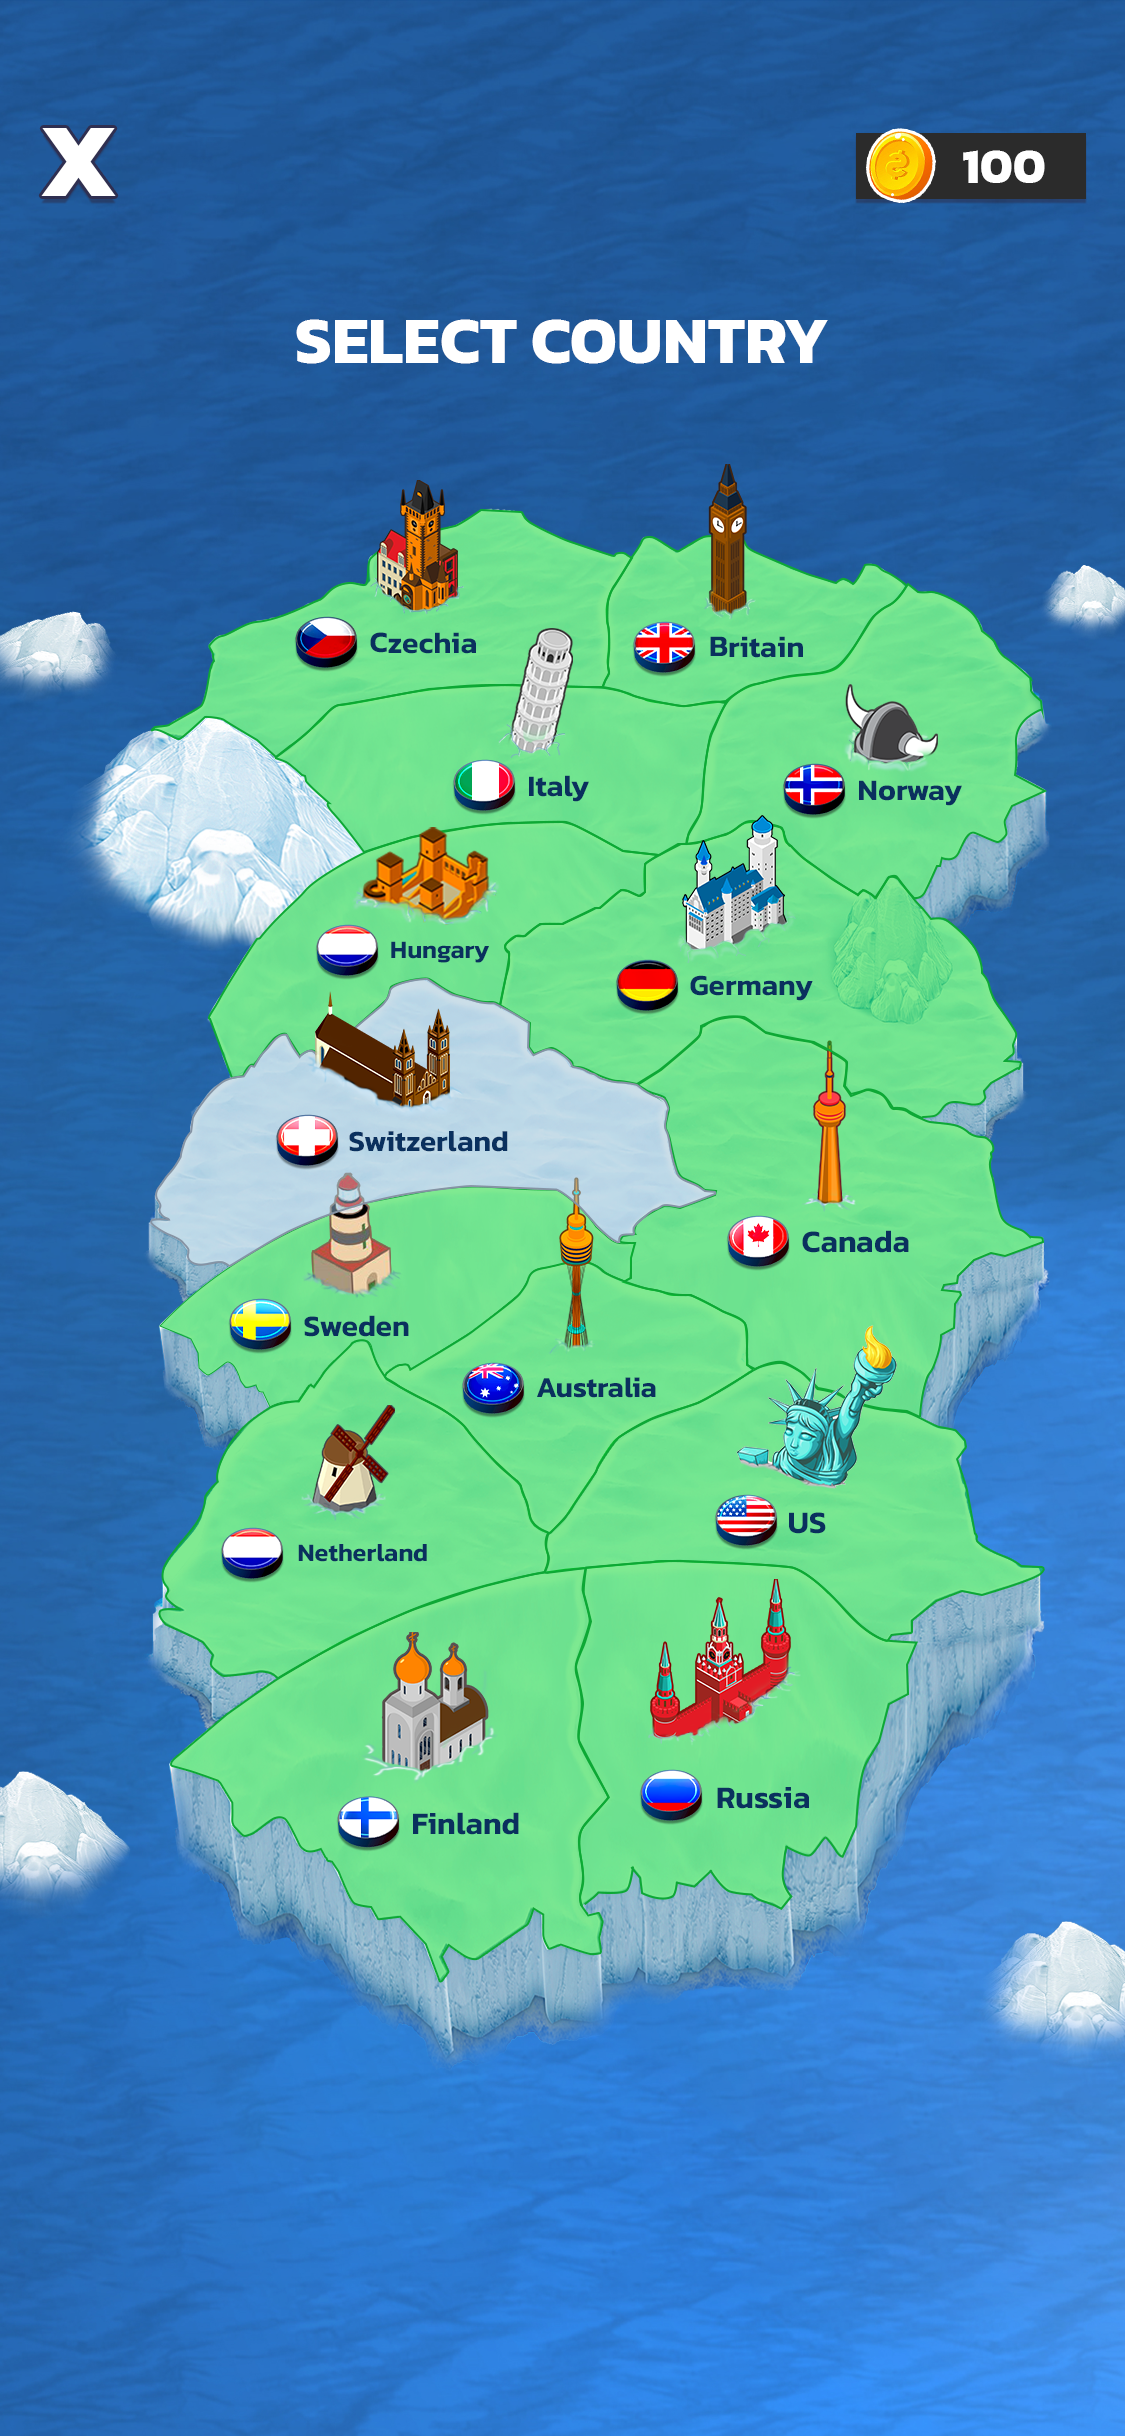 X
100
SELECT COUNTRY
Czechia
Britain
Italy
Norway
Hungary
Germany
Switzerland
Canada
Sweden
Australia
US
Netherland
Russia
Finland